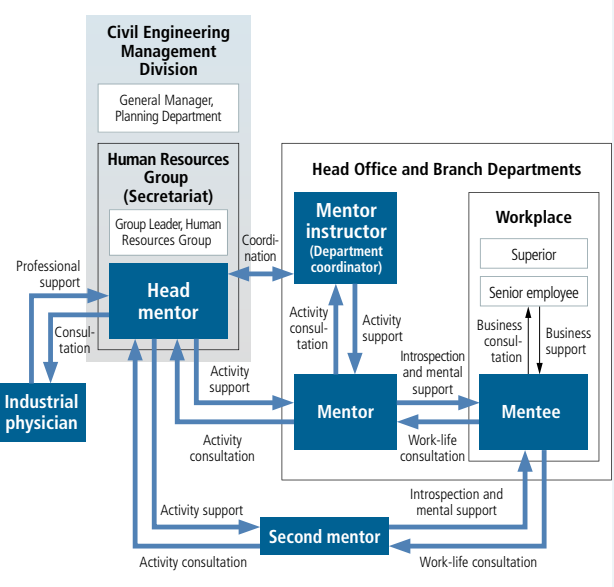 Civil Engineering
Management
Division
General Manager,
Planning Department
Human Resources
Group
(Secretariat)
Group Leader, Human
Resources Group
Head
mentor
Professional
support
Consul-
tation
Industrial
physician
Coordi-
nation
Head Office and Branch Departments
Mentor
instructor
(Department
coordinator)
Workplace
Superior
Senior employee
Activity
consul-
tation
Activity
support
Business
consul-
tation
Business
support
Introspection
and mental
support
Activity
support
Mentor
Mentee
Activity
consultation
Work-life
consultation
Activity support
Second mentor
Introspection and
mental support
Activity consultation
Work-life consultation